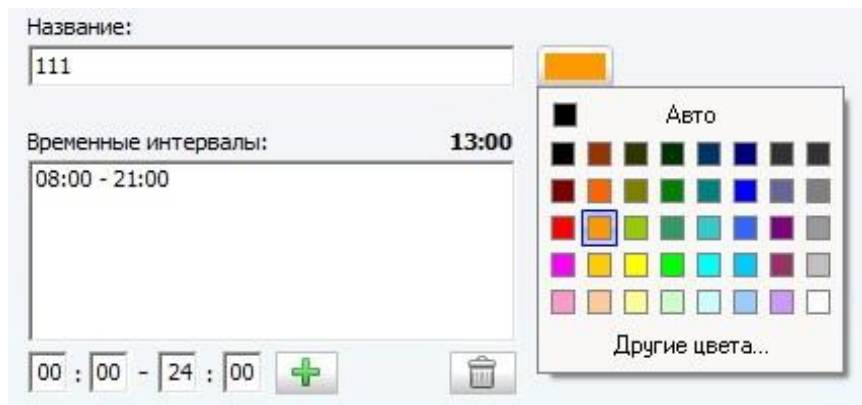 Название:
111
Авто
Временные интервалы: 13:00
08:00 - 21:00
Другие цвета...
00 : 00 - 24 : 00